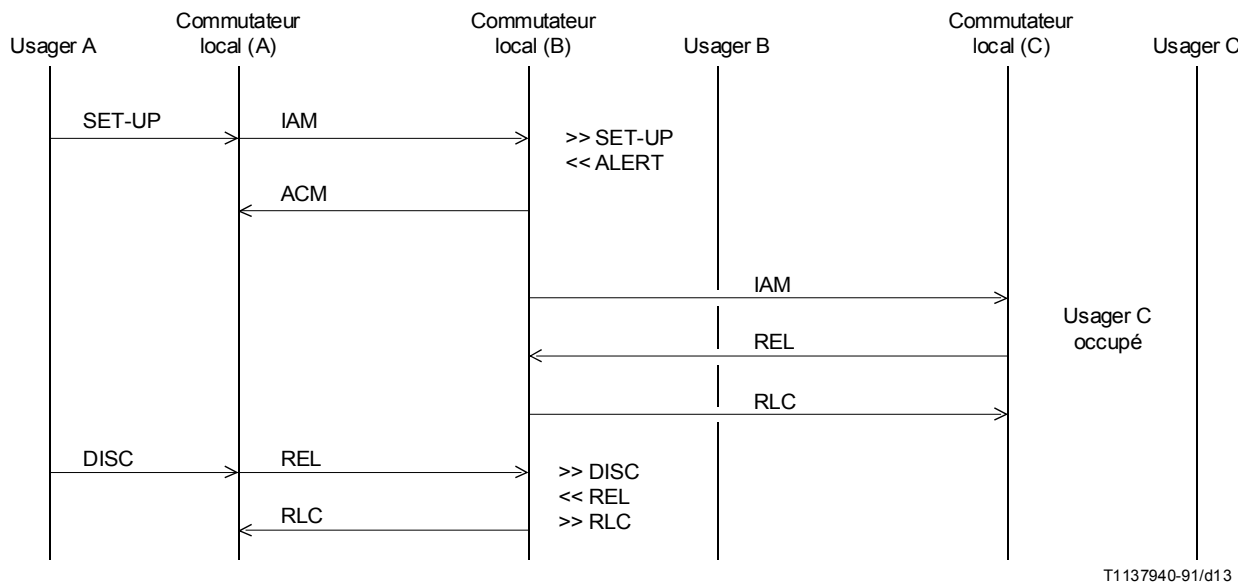 Usager A
Commutateur
local (A)
Commutateur
local (B)
Usager B
Commutateur
local (C)
Usager C
SET-UP
IAM
>> SET-UP
<< ALERT
ACM
IAM
Usager C
occupé
REL
RLC
DISC
REL
>> DISC
<< REL
>> RLC
RLC
T1137940-91/d13